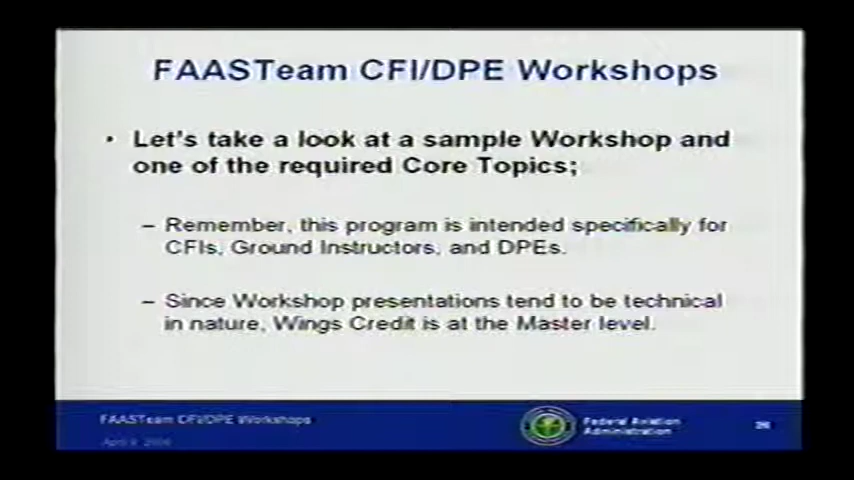 FAASTeam CFI/DPE Workshops
• Let's take a look at a sample Workshop and
one of the required Core Topics;
– Remember, this program is intended specifically for
CFIs, Ground Instructors, and DPEs.
– Since Workshop presentations tend to be technical
in nature, Wings Credit is at the Master level.
FAASTeam CFI/DPE Workshops
Federal Aviation
Administration